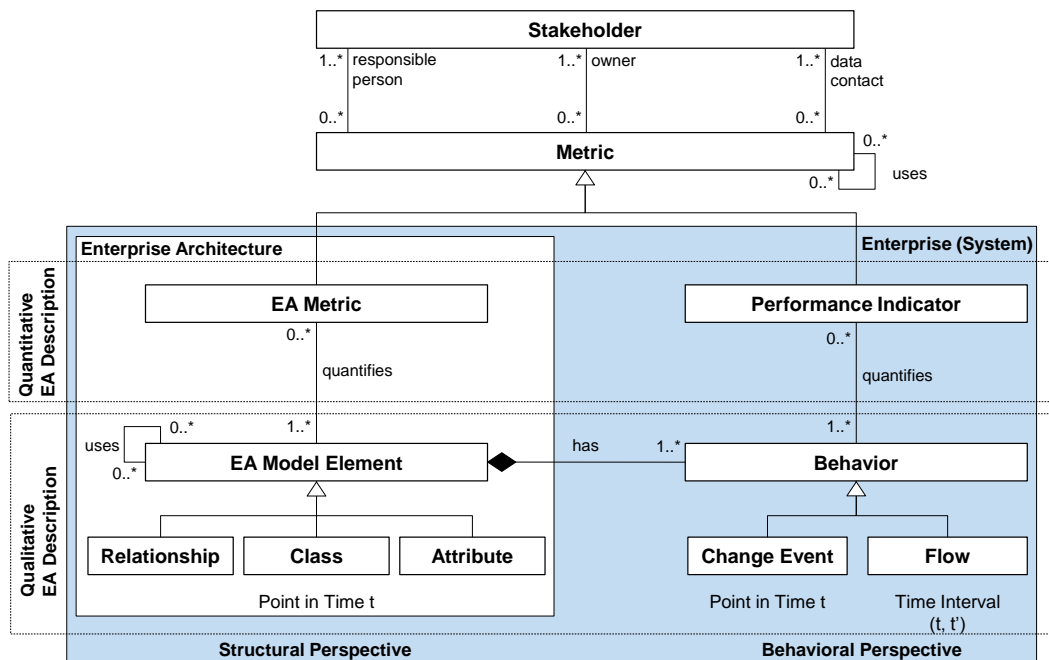 Stakeholder
1..*
responsible
person
1..*
owner
1..*
data
contact
0..*
0..*
0..*
Metric
0..*
0..*
uses
Enterprise Architecture
Enterprise (System)
Quantitative
EA Description
EA Metric
Performance Indicator
0..*
0..*
quantifies
quantifies
Qualitative
EA Description
uses
0..*
0..*
1..*
1..*
EA Model Element
has
1..*
Behavior
Relationship
Class
Attribute
Change Event
Flow
Point in Time t
Point in Time t
Time Interval
(t, t')
Structural Perspective
Behavioral Perspective